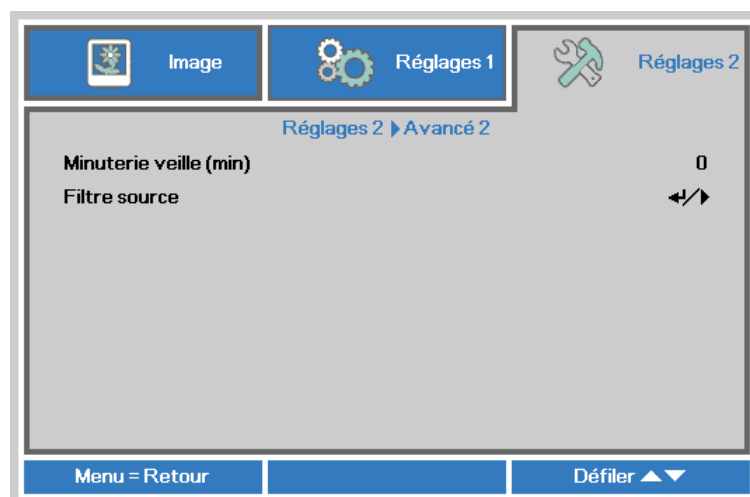 Image
Réglages 1
Réglages 2
Réglages 2 Avancé 2
Minuterie veille (min) 0
Filtre source
Menu = Retour
Défiler